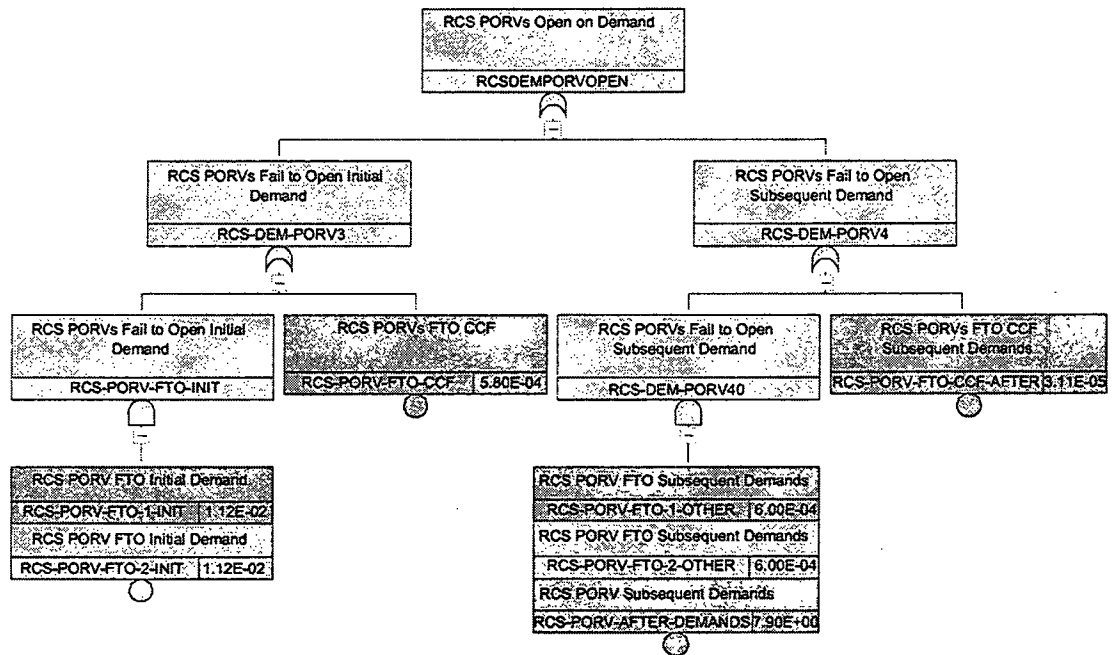 RCS PORVs Open on Demand
RCSDEMPORVOPEN
RCS PORVs Fail to Open Initial
Demand
RCS-DEM-PORV3
RCS PORVs Fail to Open
Subsequent Demand
RCS-DEM-PORV4
RCS PORVs Fail to Open Initial
Demand
RCS-PORV-FTO-INIT
RCS PORVs FTO CCF
RCS-PORV-FTO-CCF 5.80E-04
RCS PORVs Fail to Open
Subsequent Demand
RCS-DEM-PORV40
RCS PORVs FTO CCF
Subsequent Demands
RCS-PORV-FTO-CCF-AFTER 3.11E-05
RCS PORV FTO Initial Demand
RCS-PORV-FTO-1-INIT 1.12E-02
RCS PORV FTO Initial Demand
RCS-PORV-FTO-2-INIT 1.12E-02
RCS PORV FTO Subsequent Demands
RCS-PORV-FTO-1-OTHER 6.00E-04
RCS PORV FTO Subsequent Demands
RCS-PORV-FTO-2-OTHER 6.00E-04
RCS PORV Subsequent Demands
RCS-PORV-AFTER-DEMANDS 7.90E+00